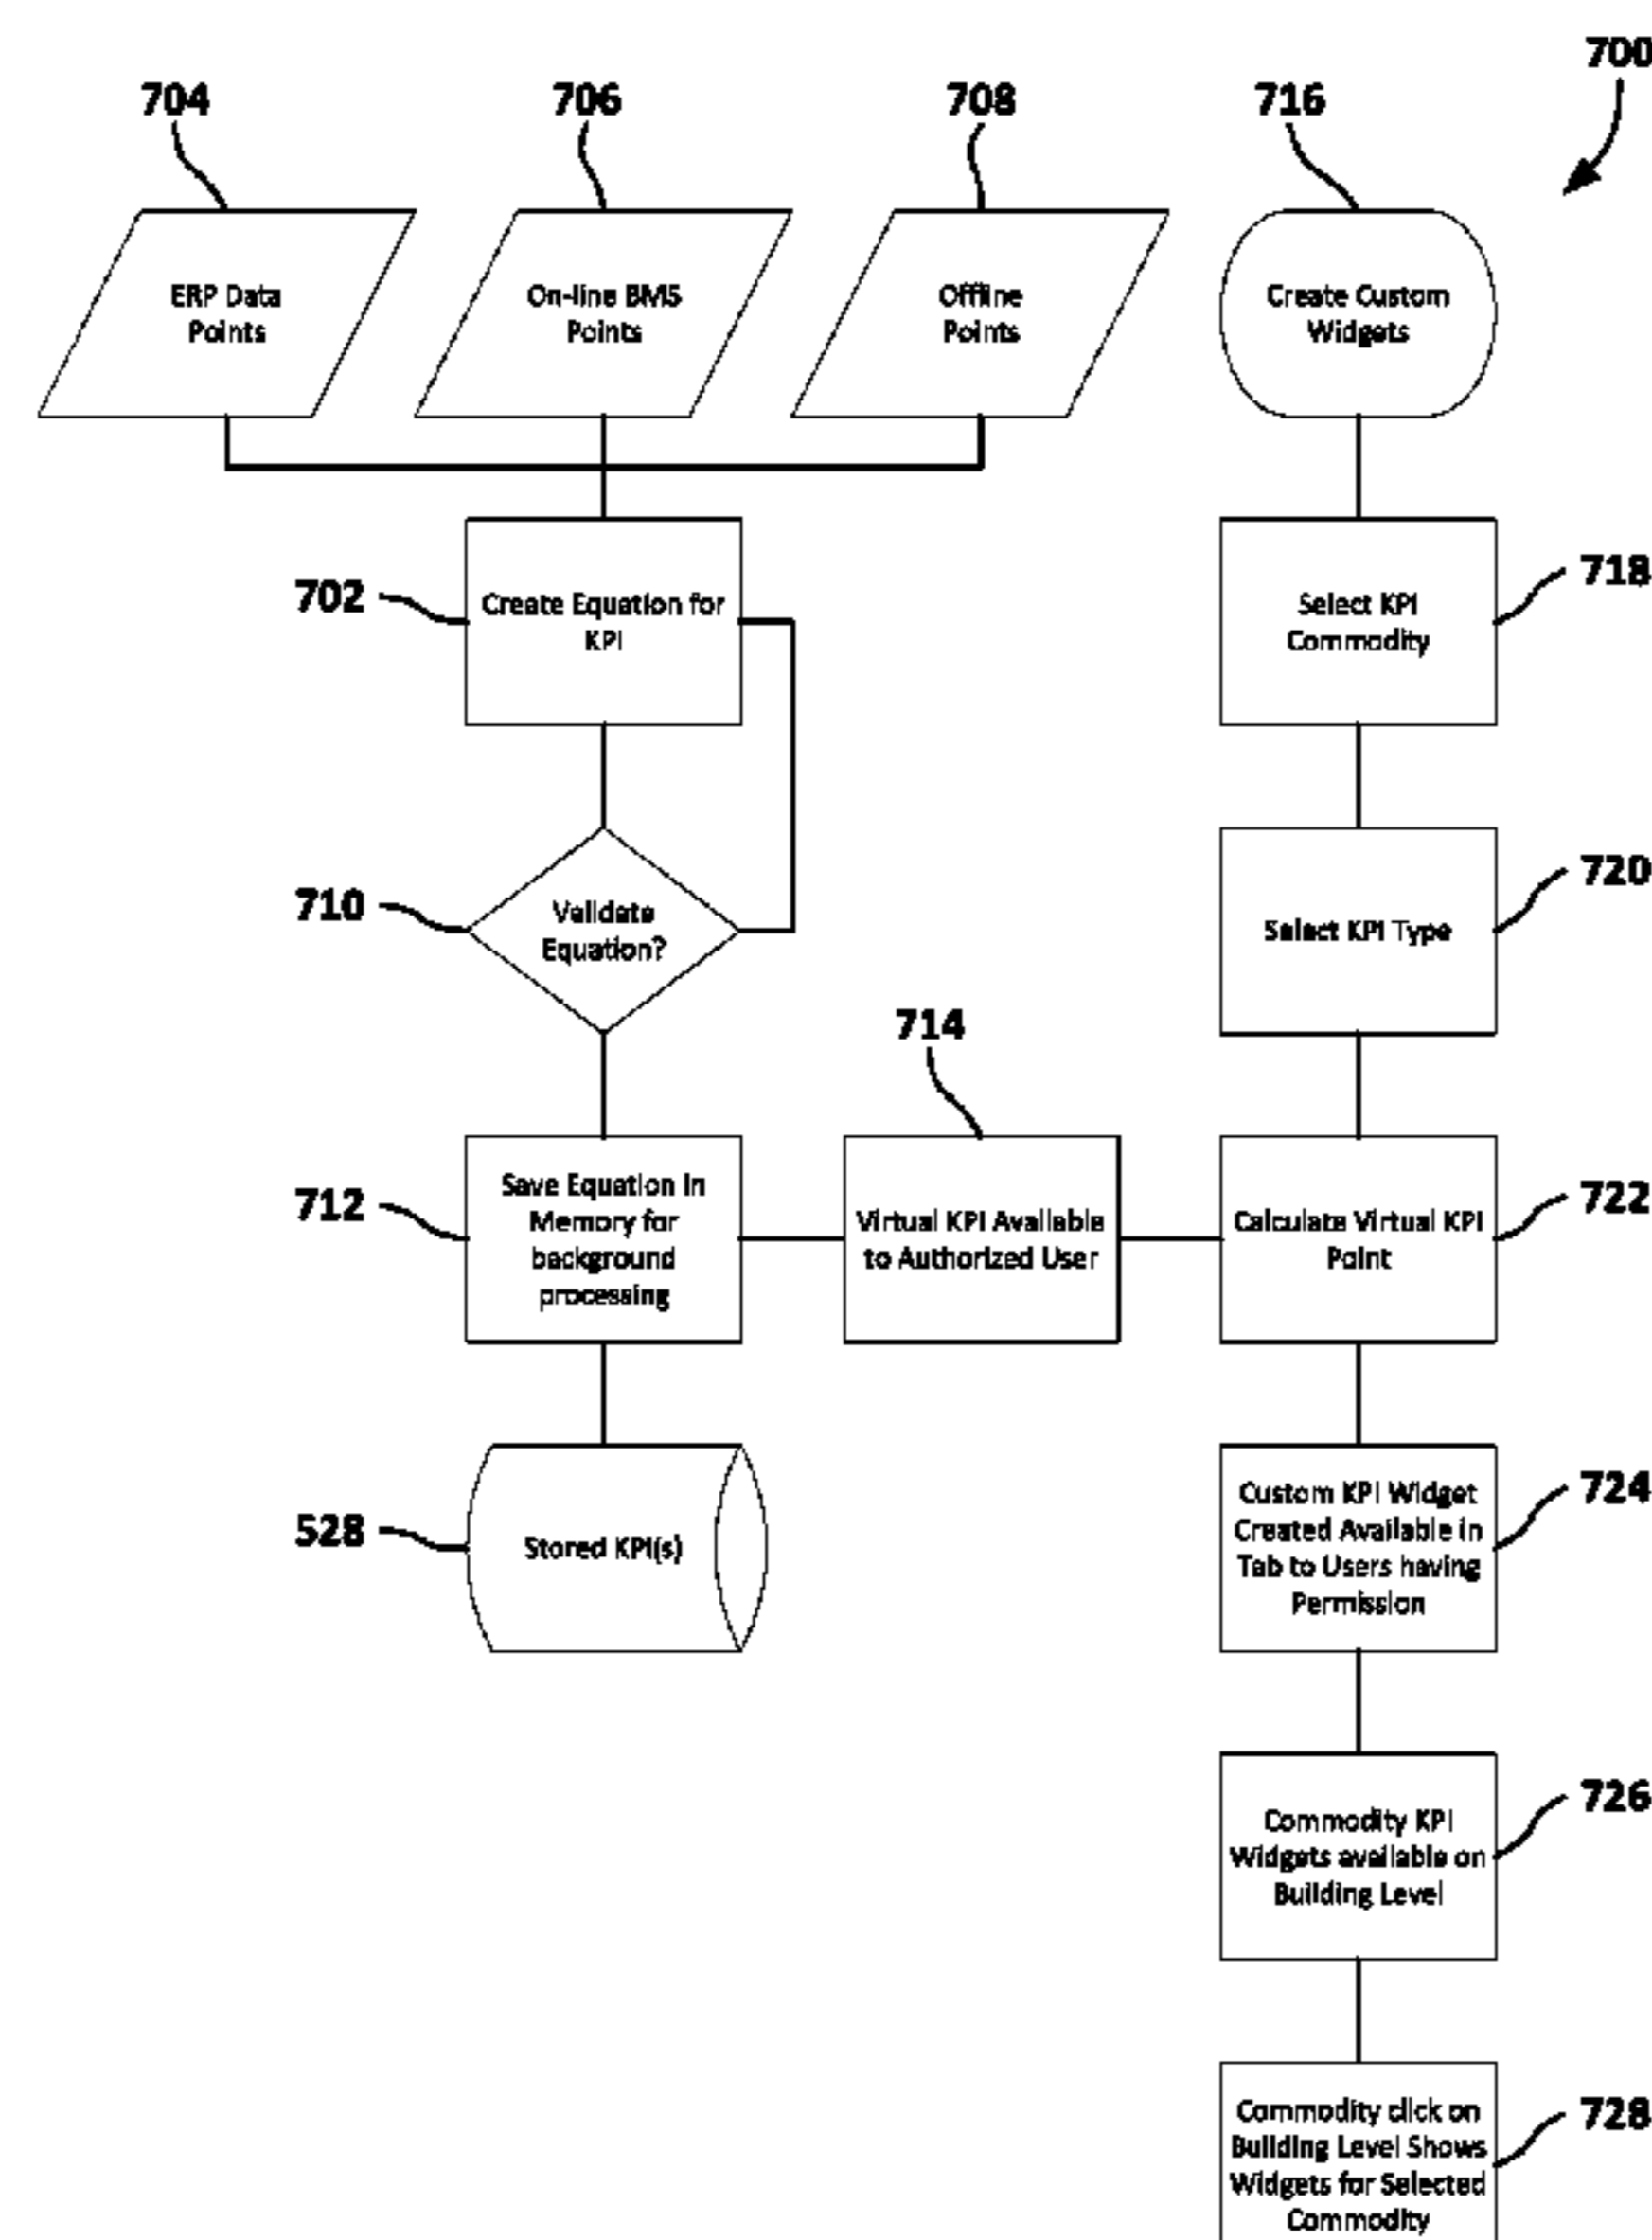 700
704
706
708
716
ERP Data
Points
On-line BMS
Points
Offline
Points
Create Custom
Widgets
702
Create Equation for
KPI
Select KPI
Commodity
718
710
Validate
Equation?
Select KPI Type
720
714
712
Save Equation in
Memory for
background
processing
Virtual KPI Available
to Authorized User
Calculate Virtual KPI
Point
722
528
Stored KPI(s)
Custom KPI Widget
Created Available in
Tab to Users having
Permission
724
Commodity KPI
Widgets available on
Building Level
726
Commodity click on
Building Level Shows
Widgets for Selected
Commodity
728